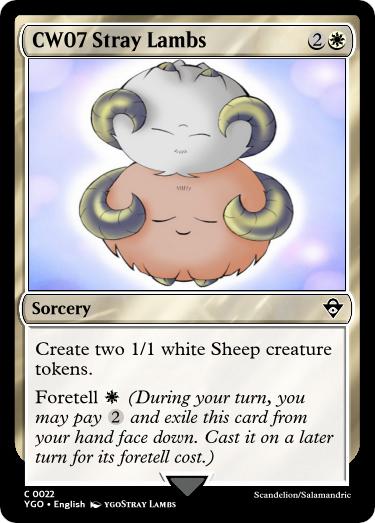 CW07 Stray Lambs 2
Sorcery
Create two 1/1 white Sheep creature
tokens.
Foretell (During your turn, you
may pay 2 and exile this card from
your hand face down. Cast it on a later
turn for its foretell cost.)
C 0022
YGO • English YGOStray Lambs
Scandelion/Salamandric